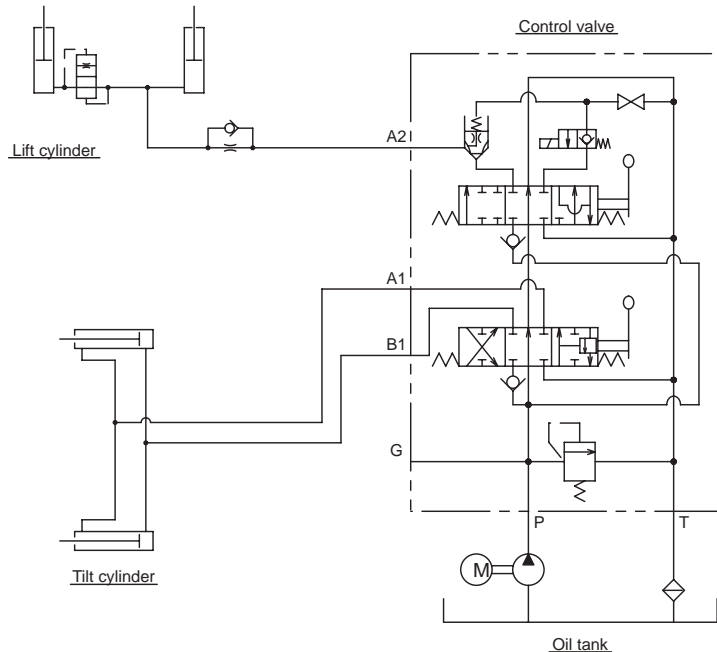 Control valve
A2
Lift cylinder
A1
B1
G
P
T
M
Tilt cylinder
Oil tank